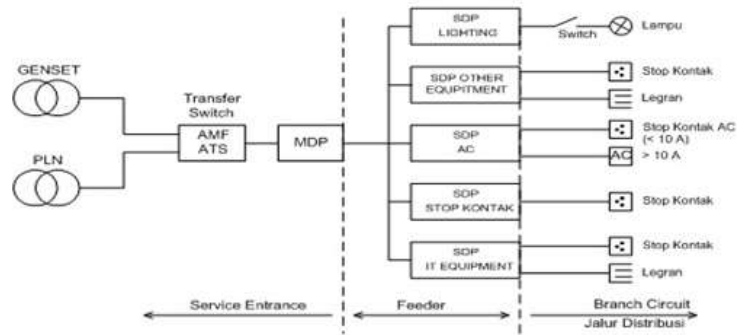 GENSET
PLN
Transfer
Switch
AMF
ATS
MDP
SDP
LIGHTING
Switch
Lampu
SDP OTHER
EQUPITMENT
Stop Kontak
Legran
SDP
AC
Stop Kontak AC
(< 10 A)
AC
> 10 A
SDP
STOP KONTAK
Stop Kontak
SDP
IT EQUIPMENT
Stop Kontak
Legran
Service Entrance
Feeder
Branch Circuit
Jalur Distribusi